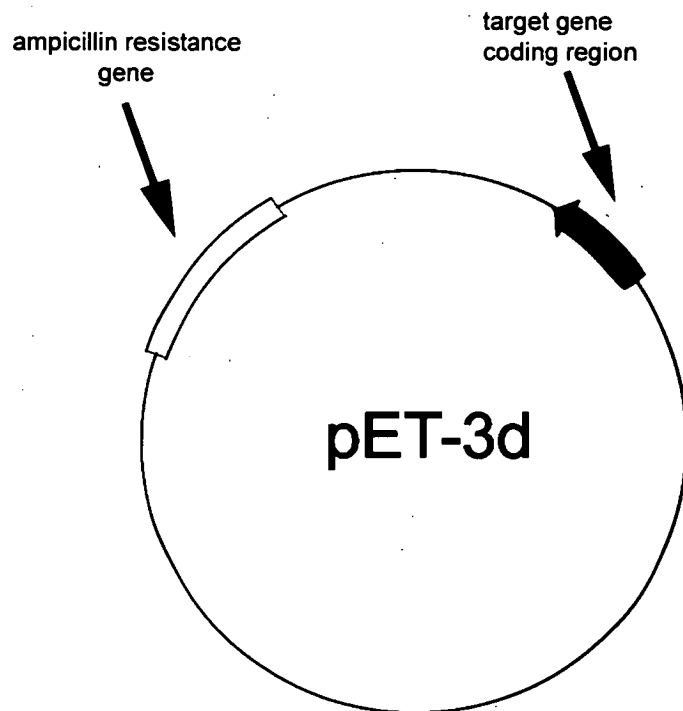 ampicillin resistance
gene
target gene
coding region
pET-3d